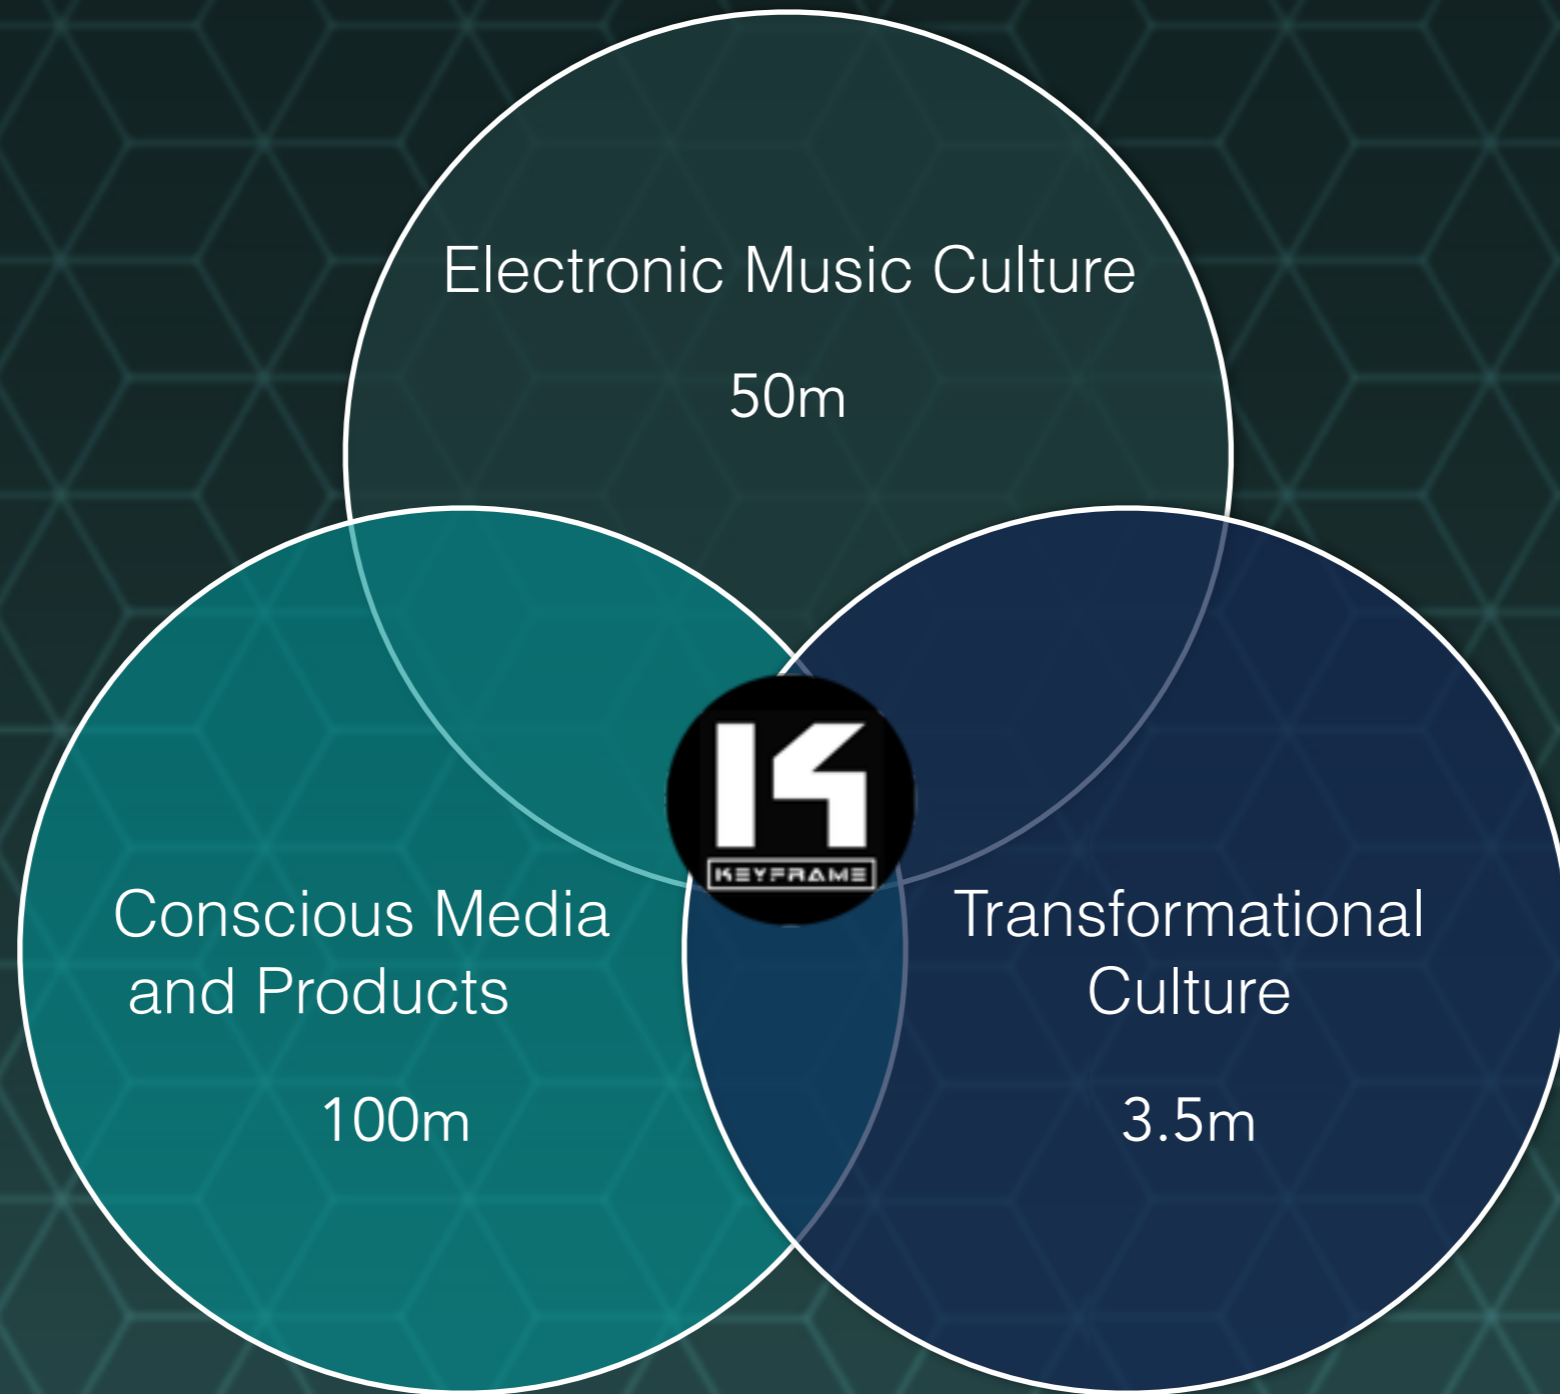 Electronic Music Culture
50m
KEYFRAME
Conscious Media
and Products
100m
Transformational
Culture
3.5m